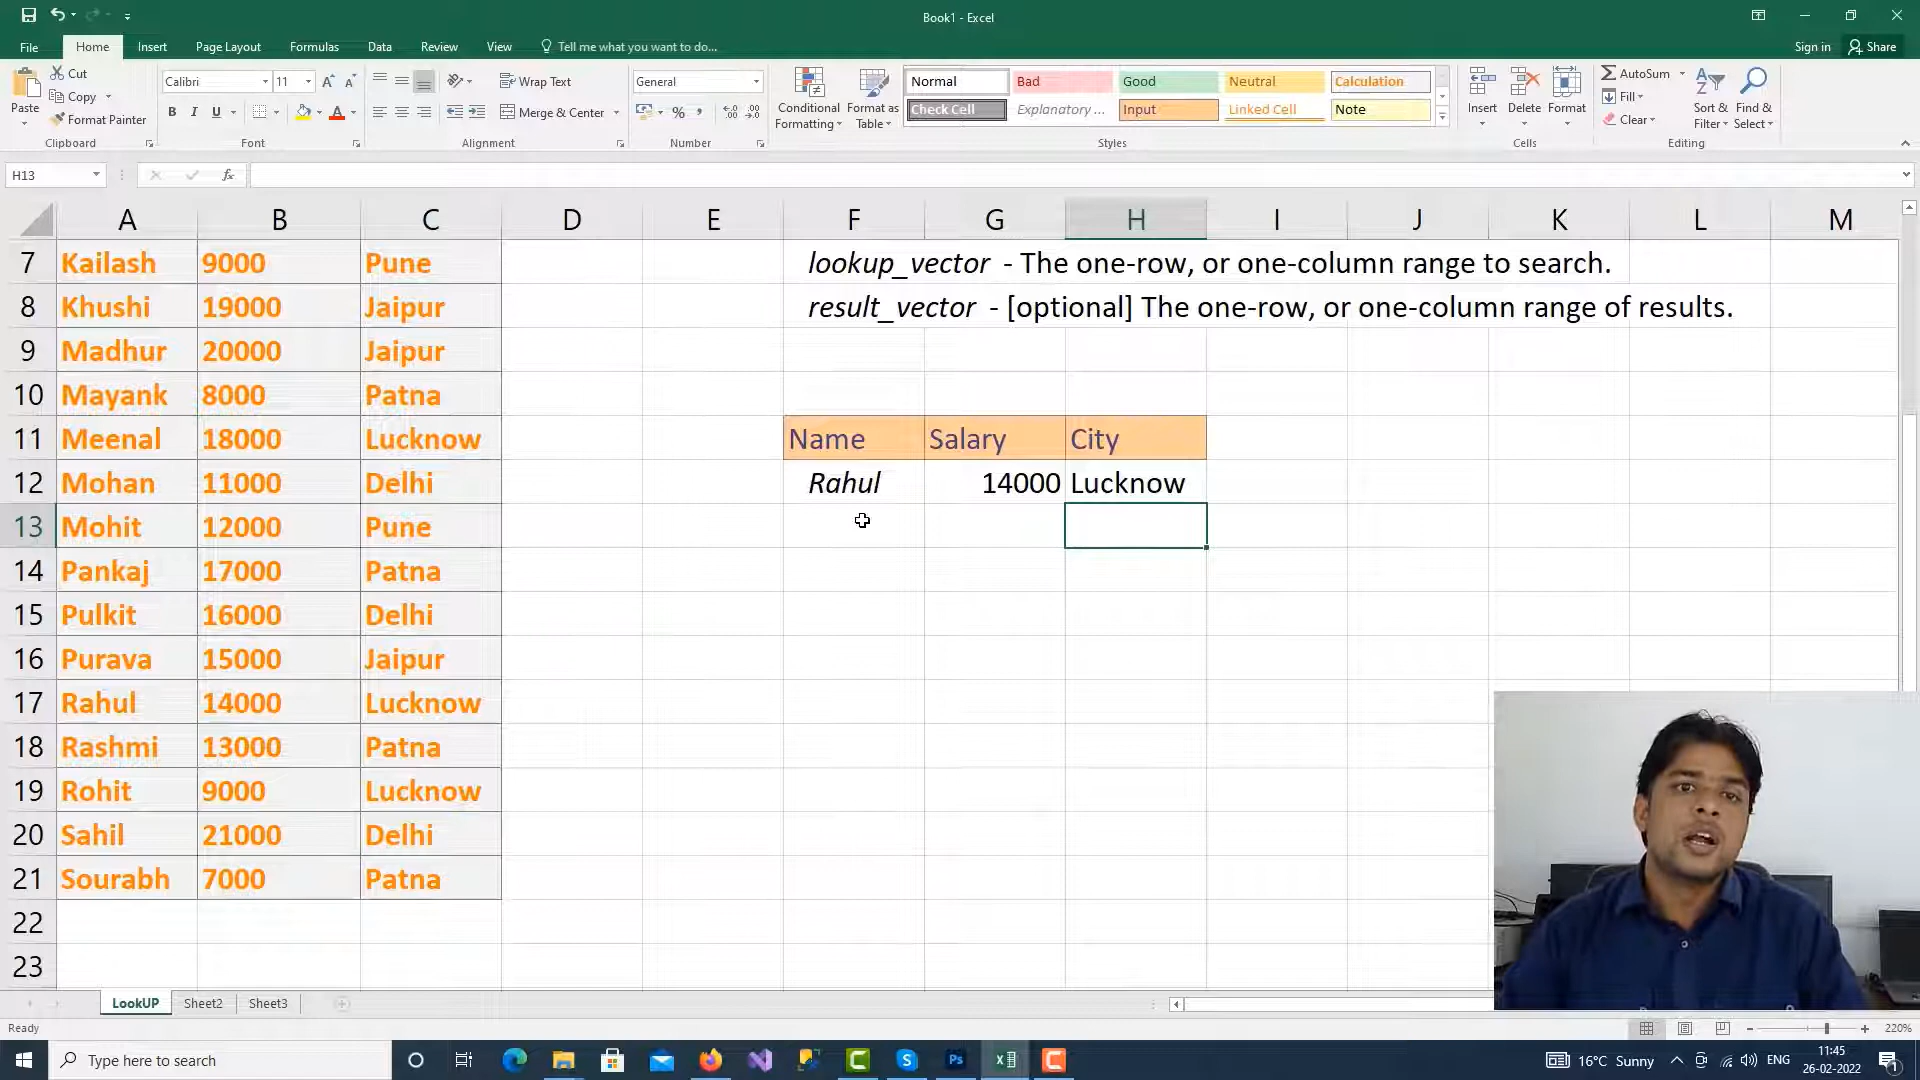 Book1 - Excel
File Home Insert Page Layout Formulas Data Review View Tell me what you want to do... Sign in Share
Paste
Cut
Copy
Format Painter
Clipboard
Calibri 11
B I U
Font
Wrap Text
Merge & Center
Alignment
General
Number
Conditional Formatting
Format as Table
Normal Bad Good Neutral Calculation
Check Cell Explanatory ... Input Linked Cell Note
Styles
Insert Delete Format
Cells
AutoSum
Fill
Clear
Sort & Filter
Find & Select
Editing
H13 fx
A B C D E F G H I J K L M
7 Kailash 9000 Pune lookup_vector - The one-row, or one-column range to search.
8 Khushi 19000 Jaipur result_vector - [optional] The one-row, or one-column range of results.
9 Madhur 20000 Jaipur
10 Mayank 8000 Patna
11 Meenal 18000 Lucknow Name Salary City
12 Mohan 11000 Delhi Rahul 14000 Lucknow
13 Mohit 12000 Pune
14 Pankaj 17000 Patna
15 Pulkit 16000 Delhi
16 Purava 15000 Jaipur
17 Rahul 14000 Lucknow
18 Rashmi 13000 Patna
19 Rohit 9000 Lucknow
20 Sahil 21000 Delhi
21 Sourabh 7000 Patna
22
23
LookUP Sheet2 Sheet3
Ready 220%
Type here to search 16°C Sunny ENG 11:45
26-02-2022